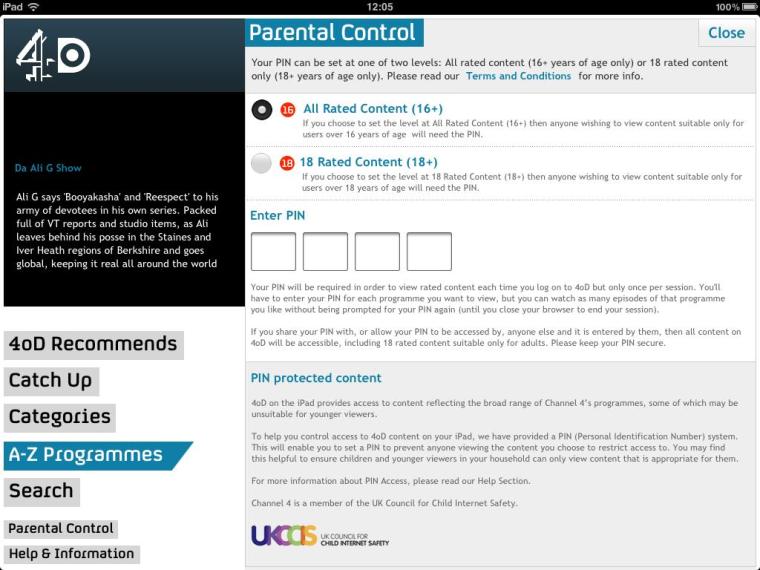 iPad
12:05
100%
4oD
Da Ali G Show
Ali G says 'Booyakasha' and 'Reespect' to his
army of devotees in his own series. Packed
full of VT reports and studio items, as Ali
leaves behind his posse in the Staines and
Iver Heath regions of Berkshire and goes
global, keeping it real all around the world
4oD Recommends
Catch Up
Categories
A-Z Programmes
Search
Parental Control
Help & Information
Parental Control
Close
Your PIN can be set at one of two levels: All rated content (16+ years of age only) or 18 rated content
only (18+ years of age only). Please read our Terms and Conditions for more info.
16 All Rated Content (16+)
If you choose to set the level at All Rated Content (16+) then anyone wishing to view content suitable only for
users over 16 years of age will need the PIN.
18 18 Rated Content (18+)
If you choose to set the level at 18 Rated Content (18+) then anyone wishing to view content suitable only for
users over 18 years of age will need the PIN.
Enter PIN
Your PIN will be required in order to view rated content each time you log on to 4oD but only once per session. You'll
have to enter your PIN for each programme you want to view, but you can watch as many episodes of that programme
you like without being prompted for your PIN again (until you close your browser to end your session).
If you share your PIN with, or allow your PIN to be accessed by, anyone else and it is entered by them, then all content on
4oD will be accessible, including 18 rated content suitable only for adults. Please keep your PIN secure.
PIN protected content
4oD on the iPad provides access to content reflecting the broad range of Channel 4's programmes, some of which may be
unsuitable for younger viewers.
To help you control access to 4oD content on your iPad, we have provided a PIN (Personal Identification Number) system.
This will enable you to set a PIN to prevent anyone viewing the content you choose to restrict access to. You may find
this helpful to ensure children and younger viewers in your household can only view content that is appropriate for them.
For more information about PIN Access, please read our Help Section.
Channel 4 is a member of the UK Council for Child Internet Safety.
UKCCIS
UK COUNCIL FOR
CHILD INTERNET SAFETY